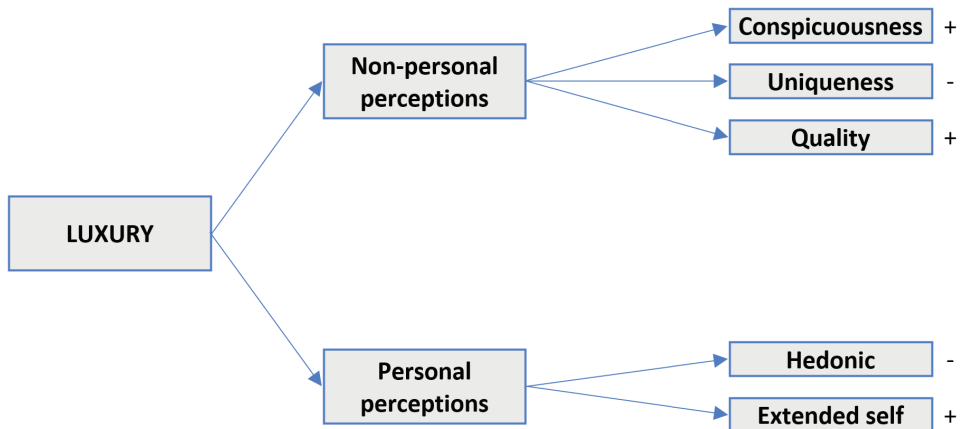 Conspicuousness +
Non-personal
perceptions
Uniqueness -
Quality +
LUXURY
Personal
perceptions
Hedonic -
Extended self +